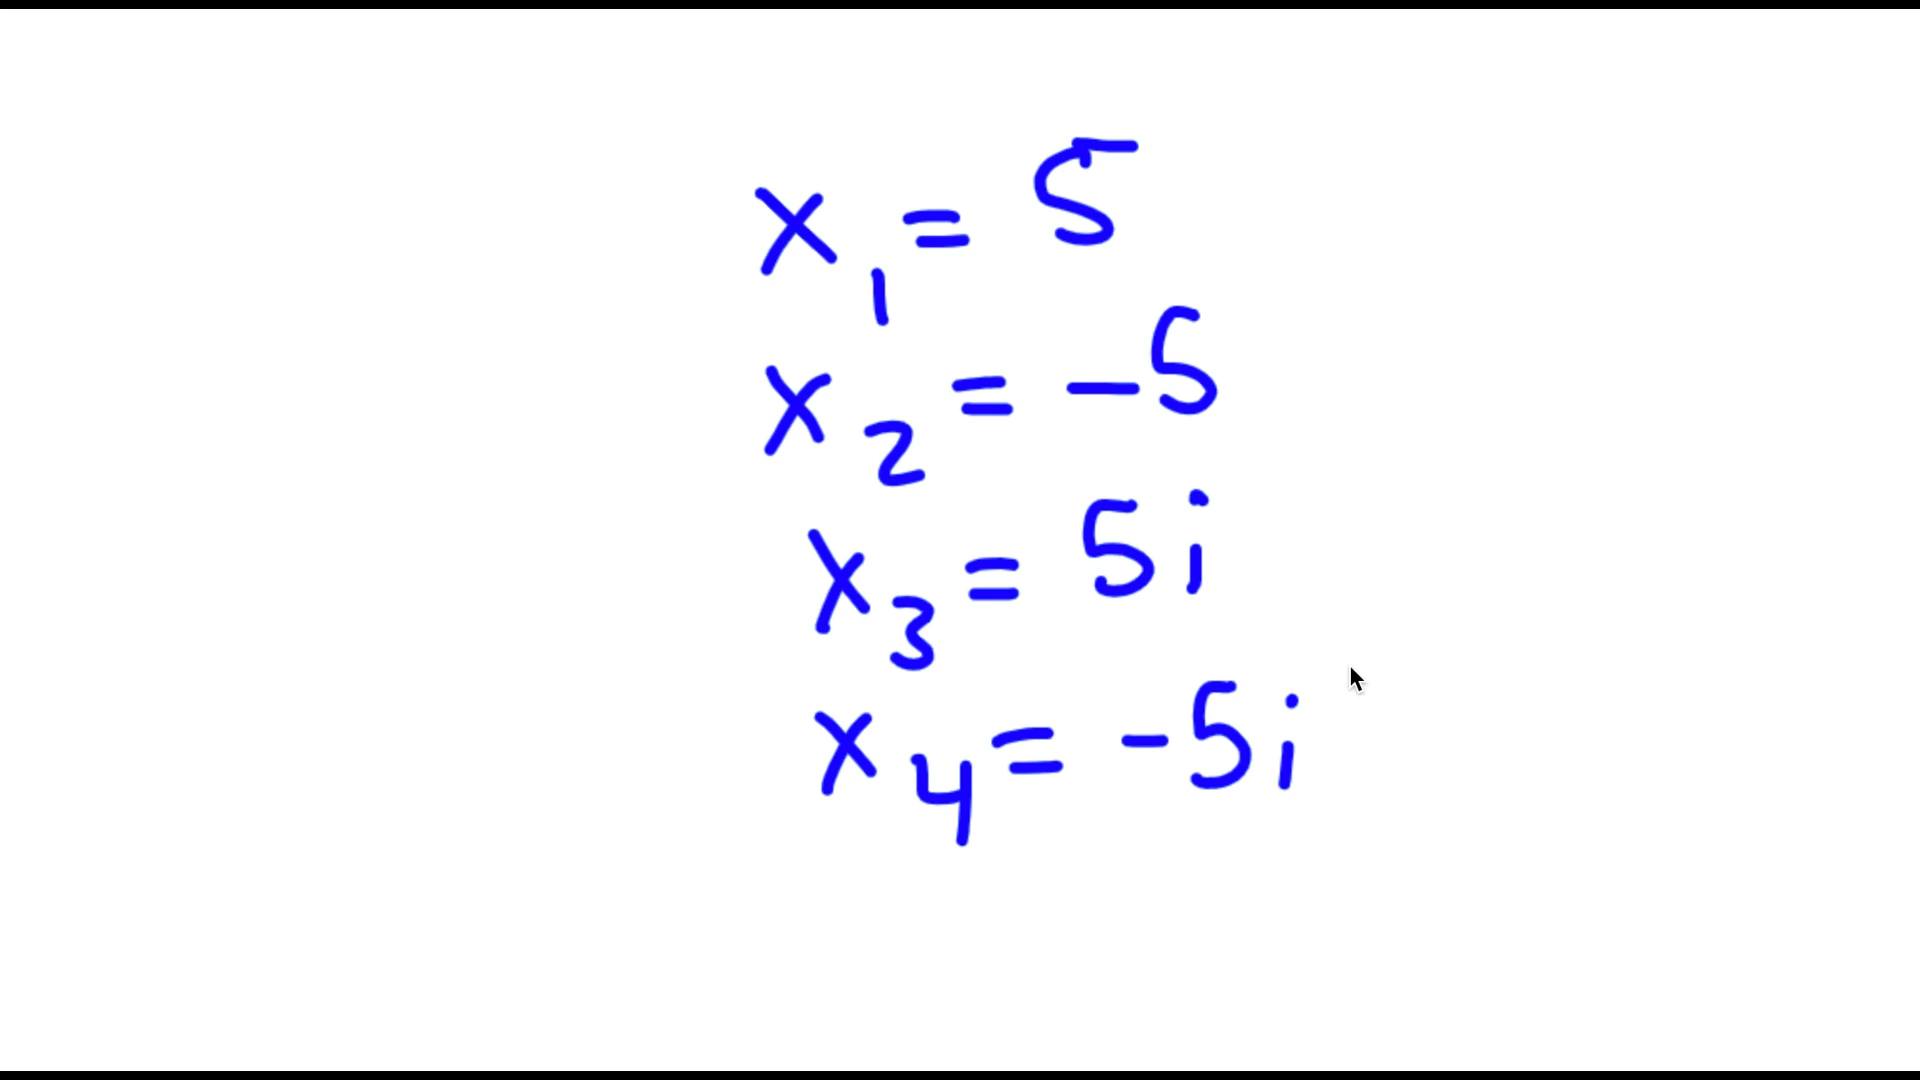 x₁ = 5
x₂ = -5
x₃ = 5i
x₄ = -5i